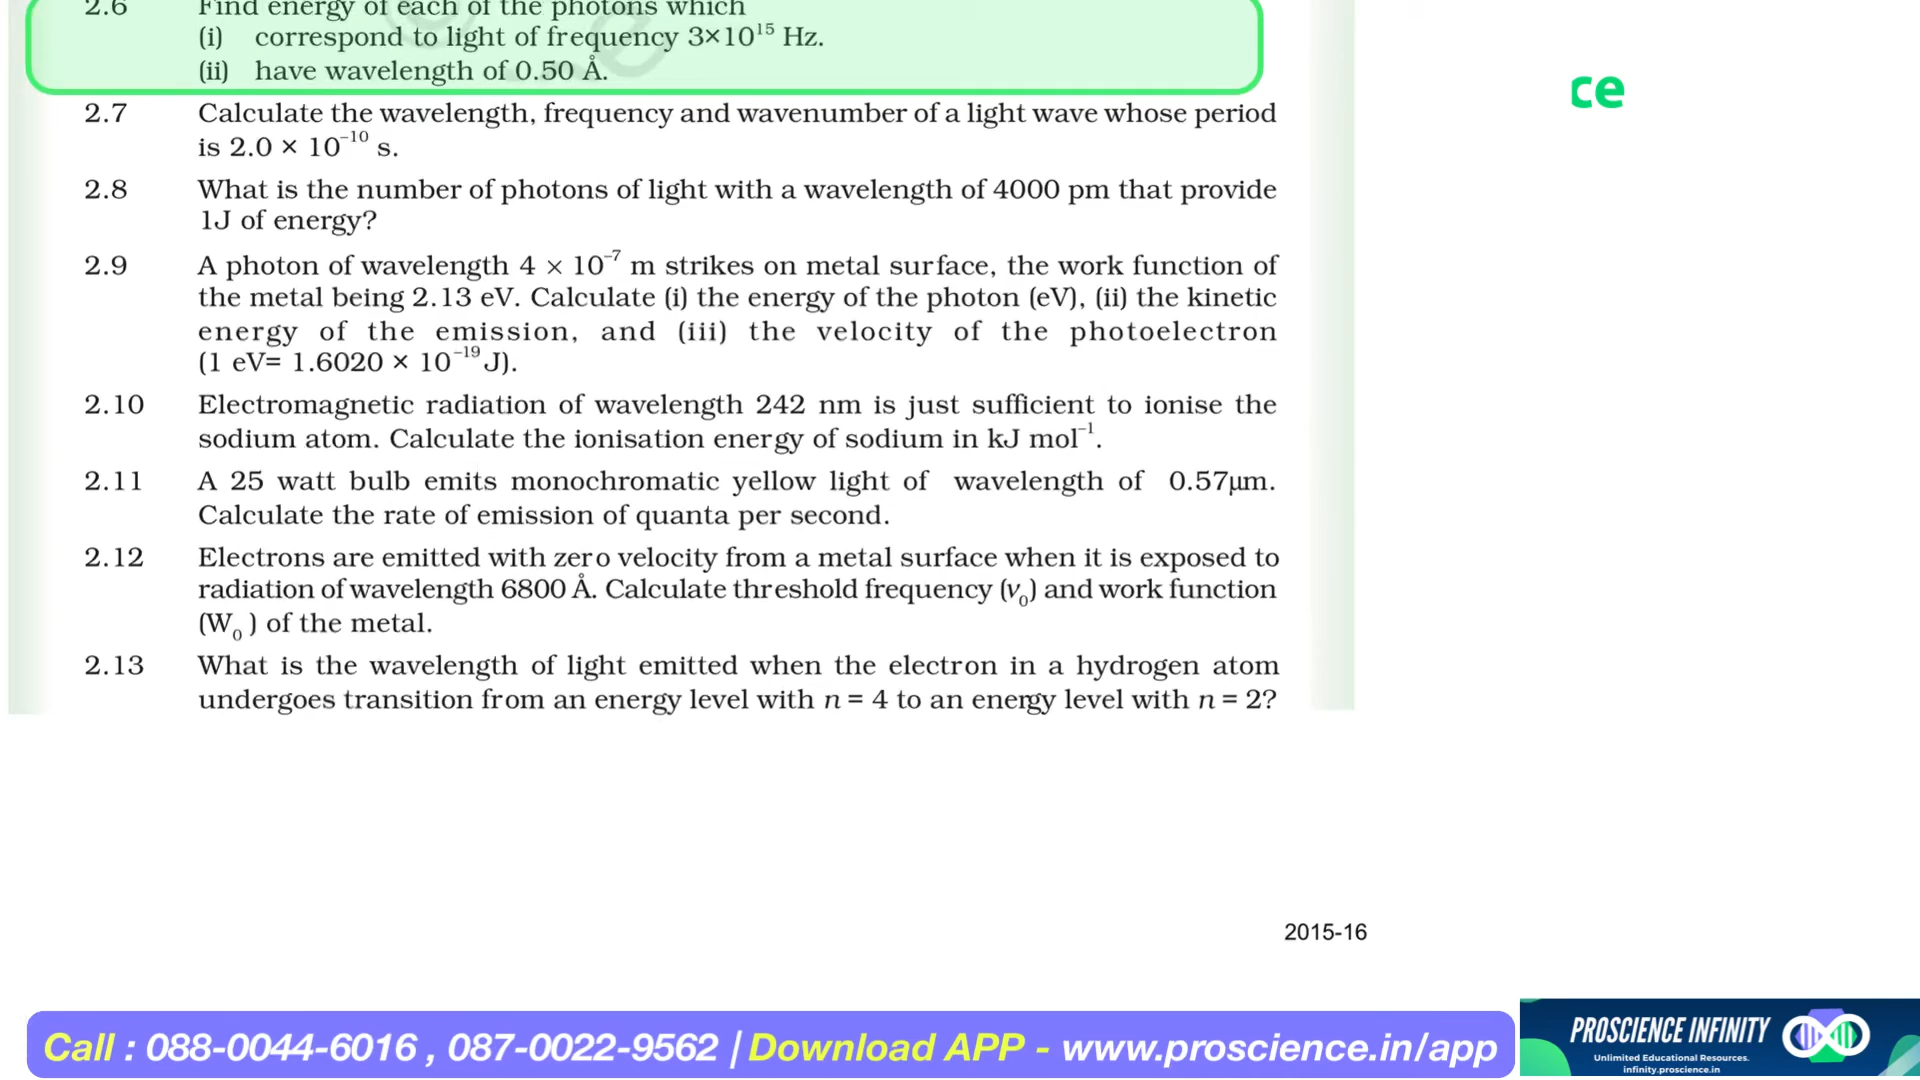 2.6 Find energy of each of the photons which
(i) correspond to light of frequency 3×10¹⁵ Hz.
(ii) have wavelength of 0.50 Å.
2.7 Calculate the wavelength, frequency and wavenumber of a light wave whose period
is 2.0 × 10⁻¹⁰ s.
2.8 What is the number of photons of light with a wavelength of 4000 pm that provide
1J of energy?
2.9 A photon of wavelength 4 × 10⁻⁷ m strikes on metal surface, the work function of
the metal being 2.13 eV. Calculate (i) the energy of the photon (eV), (ii) the kinetic
energy of the emission, and (iii) the velocity of the photoelectron
(1 eV= 1.6020 × 10⁻¹⁹ J).
2.10 Electromagnetic radiation of wavelength 242 nm is just sufficient to ionise the
sodium atom. Calculate the ionisation energy of sodium in kJ mol⁻¹.
2.11 A 25 watt bulb emits monochromatic yellow light of wavelength of 0.57μm.
Calculate the rate of emission of quanta per second.
2.12 Electrons are emitted with zero velocity from a metal surface when it is exposed to
radiation of wavelength 6800 Å. Calculate threshold frequency (ν₀) and work function
(W₀ ) of the metal.
2.13 What is the wavelength of light emitted when the electron in a hydrogen atom
undergoes transition from an energy level with n = 4 to an energy level with n = 2?
ce
2015-16
Call : 088-0044-6016 , 087-0022-9562 | Download APP - www.proscience.in/app
PROSCIENCE INFINITY
Unlimited Educational Resources.
infinity.proscience.in